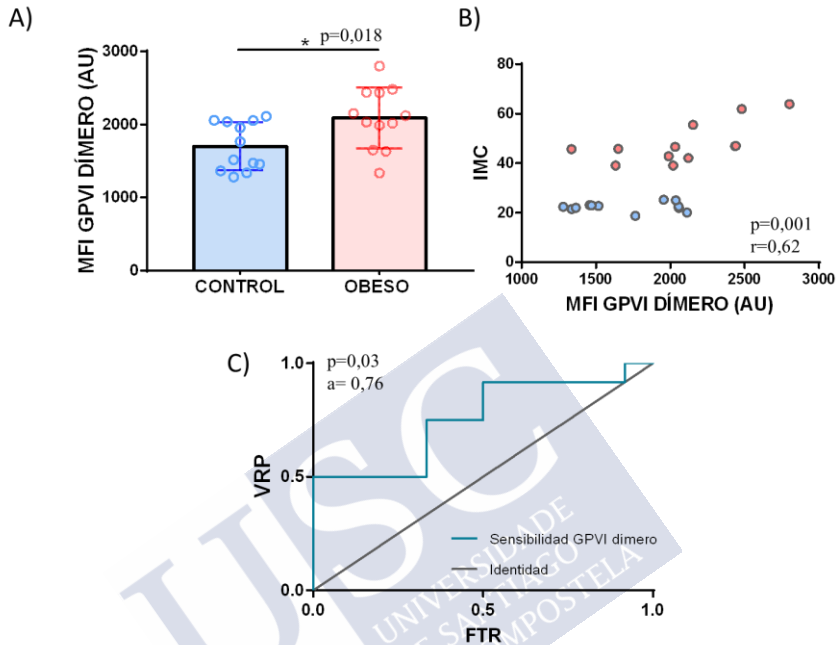 A)
* p=0,018
3000
2000
1000
0
MFI GPVI DÍMERO (AU)
CONTROL
OBESO
B)
80
60
40
20
0
IMC
p=0,001
r=0,62
1000
1500
2000
2500
3000
MFI GPVI DÍMERO (AU)
C)
p=0,03
a= 0,76
1.0
0.5
0.0
VRP
Sensibilidad GPVI dimero
Identidad
0.0
0.5
1.0
FTR
USC
UNIVERSIDADE
DE SANTIAGO
DE COMPOSTELA